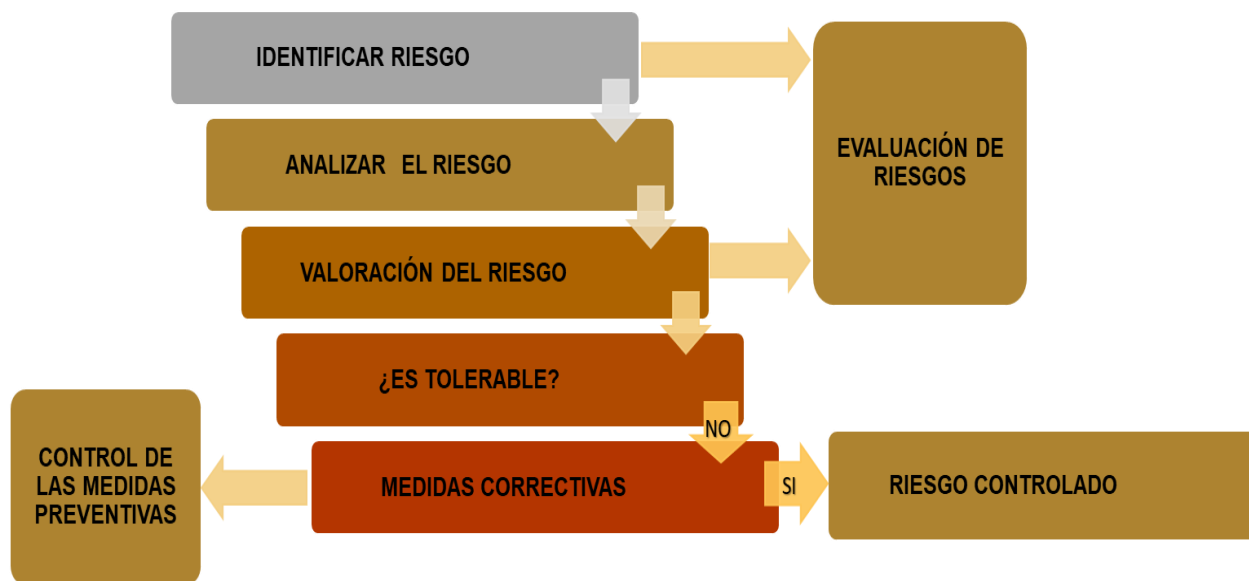 IDENTIFICAR RIESGO
ANALIZAR EL RIESGO
EVALUACIÓN DE
RIESGOS
VALORACIÓN DEL RIESGO
¿ES TOLERABLE?
NO
MEDIDAS CORRECTIVAS
SI
RIESGO CONTROLADO
CONTROL DE
LAS MEDIDAS
PREVENTIVAS